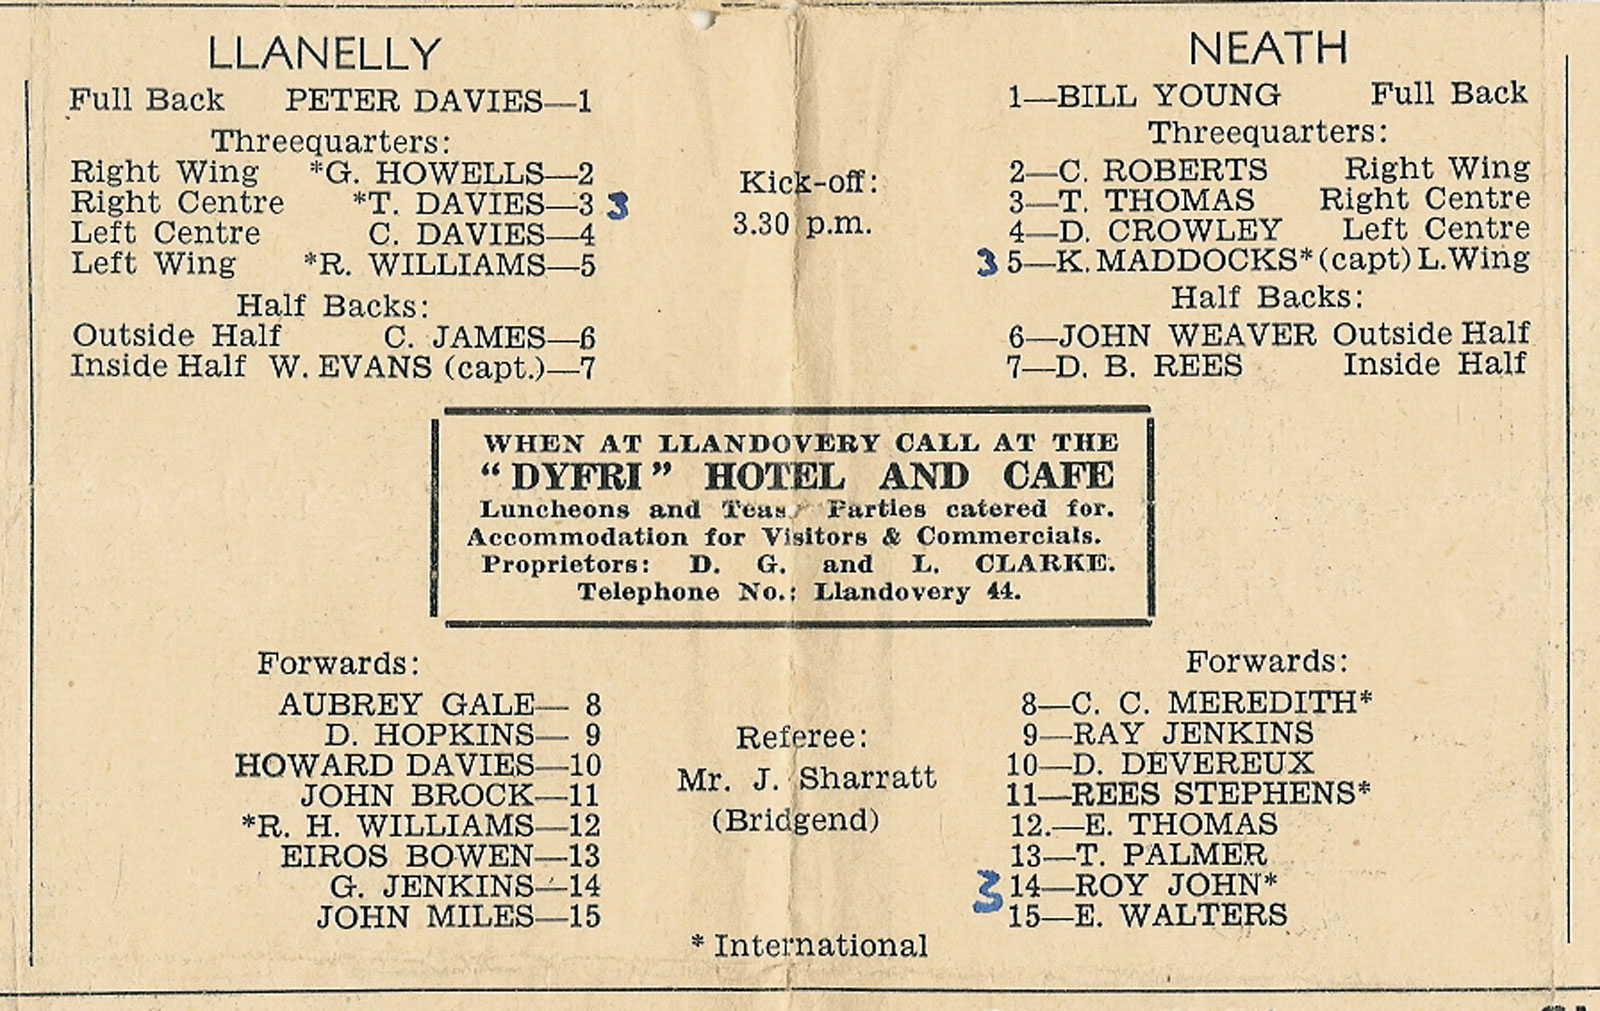 LLANELLY
Full Back PETER DAVIES—1
Threequarters:
Right Wing *G. HOWELLS—2
Right Centre *T. DAVIES—3 3
Left Centre C. DAVIES—4
Left Wing *R. WILLIAMS—5
Half Backs:
Outside Half C. JAMES—6
Inside Half W. EVANS (capt.)—7
Kick-off:
3.30 p.m.
NEATH
1—BILL YOUNG Full Back
Threequarters:
2—C. ROBERTS Right Wing
3—T. THOMAS Right Centre
4—D. CROWLEY Left Centre
3 5—K. MADDOCKS* (capt) L. Wing
Half Backs:
6—JOHN WEAVER Outside Half
7—D. B. REES Inside Half
WHEN AT LLANDOVERY CALL AT THE
“DYFRI” HOTEL AND CAFE
Luncheons and Teas. Parties catered for.
Accommodation for Visitors & Commercials.
Proprietors: D. G. and L. CLARKE.
Telephone No.: Llandovery 44.
Forwards:
AUBREY GALE— 8
D. HOPKINS— 9
HOWARD DAVIES—10
JOHN BROCK—11
*R. H. WILLIAMS—12
EIROS BOWEN—13
G. JENKINS—14
JOHN MILES—15
Referee:
Mr. J. Sharratt
(Bridgend)
Forwards:
8—C. C. MEREDITH*
9—RAY JENKINS
10—D. DEVEREUX
11—REES STEPHENS*
12.—E. THOMAS
13—T. PALMER
3 14—ROY JOHN*
15—E. WALTERS
* International